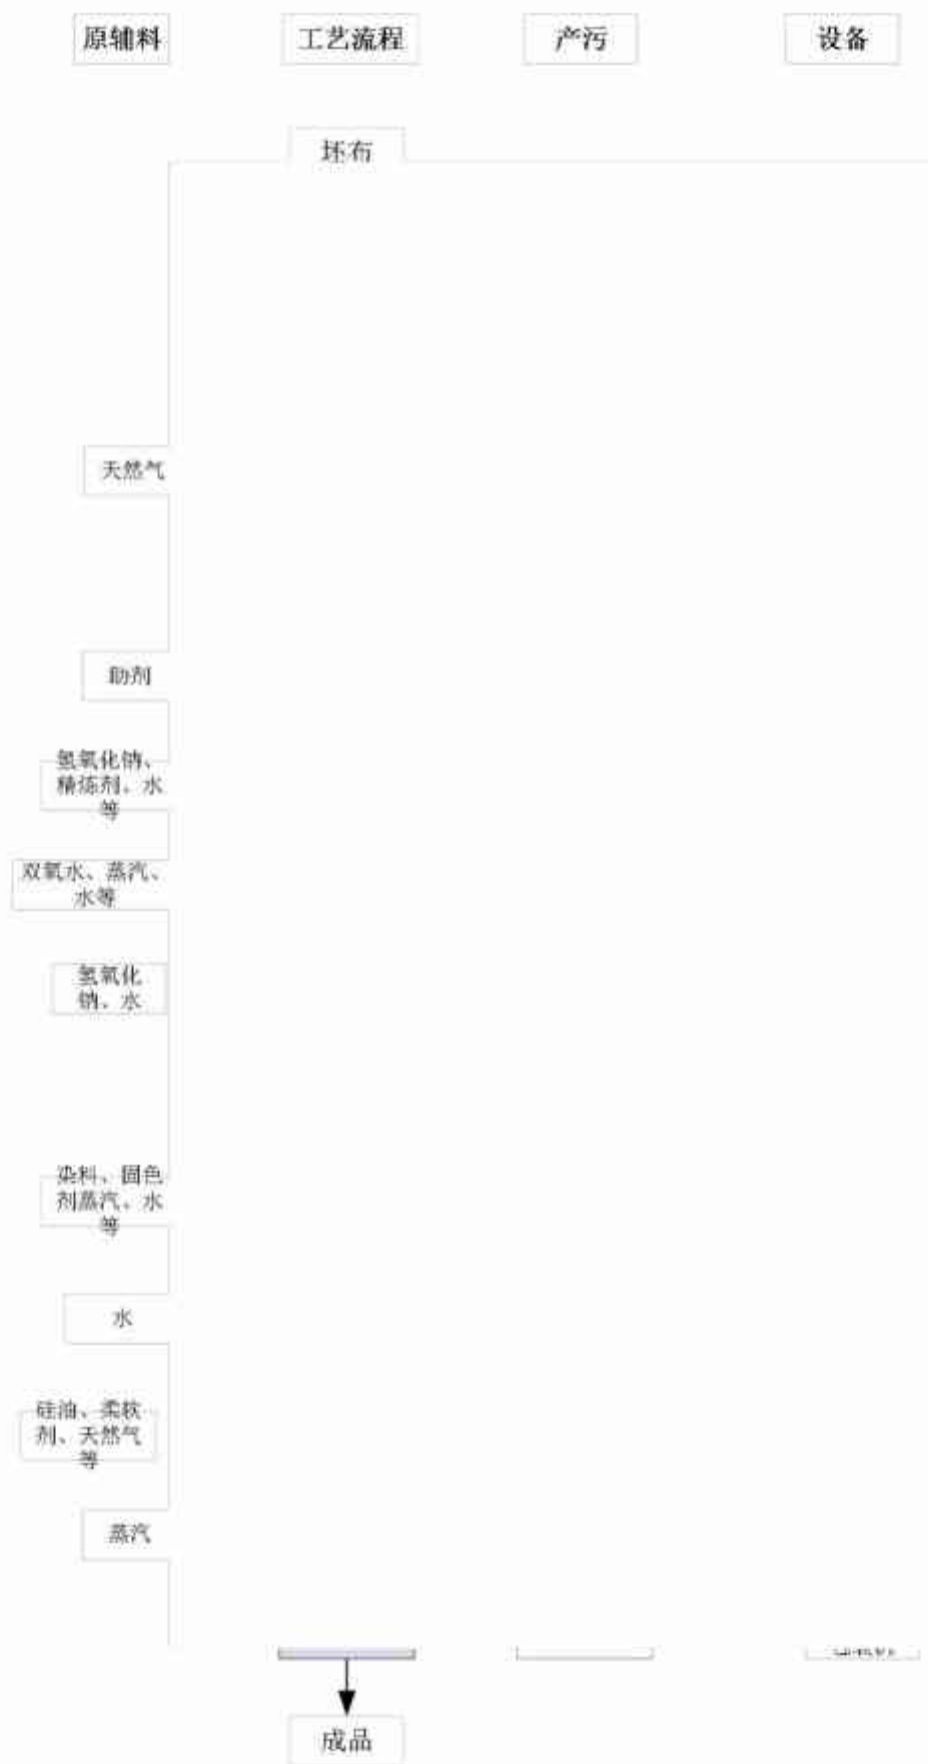 原辅料
工艺流程
产污
设备
坯布
天然气
助剂
氢氧化钠、
精炼剂、水
等
双氧水、蒸汽、
水等
氢氧化
钠、水
染料、固色
剂蒸汽、水
等
水
硅油、柔软
剂、天然气
等
蒸汽
成品